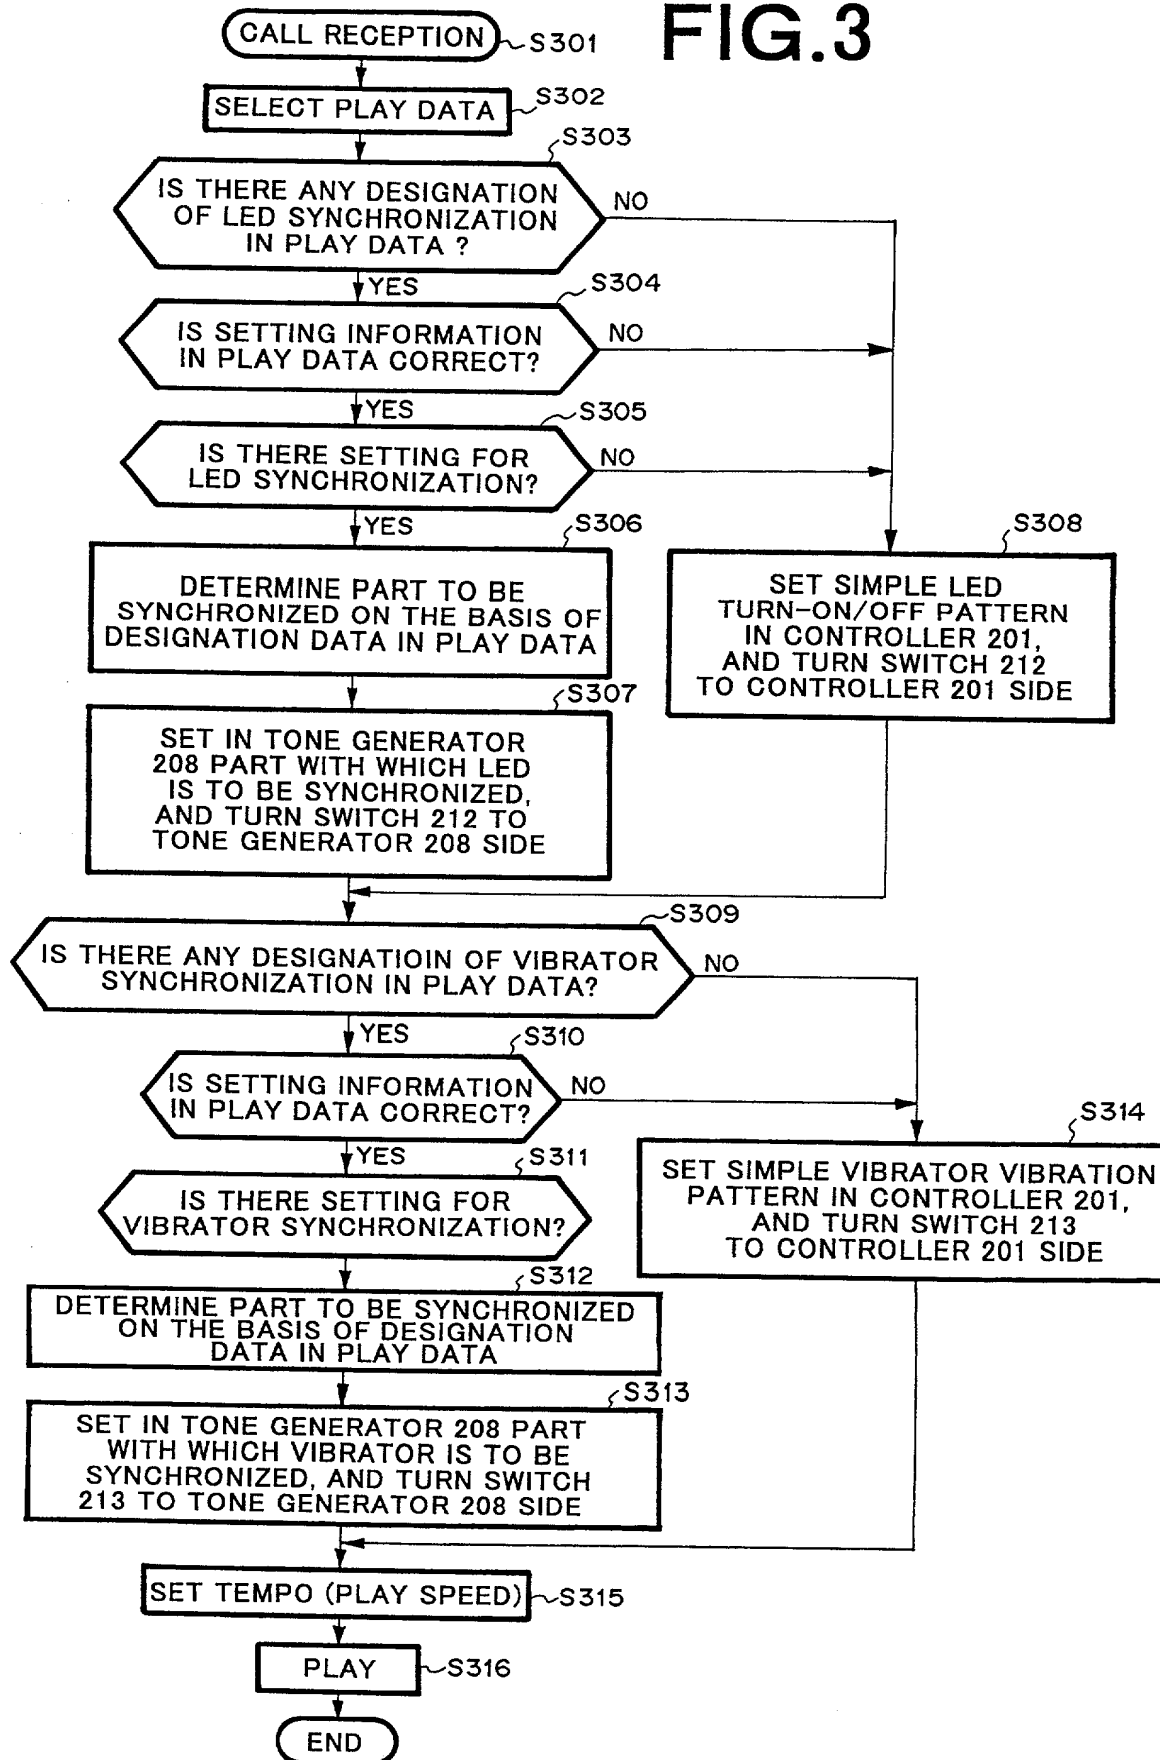 FIG.3
CALL RECEPTION
S301
SELECT PLAY DATA
S302
S303
IS THERE ANY DESIGNATION
OF LED SYNCHRONIZATION
IN PLAY DATA ?
NO
YES
S304
IS SETTING INFORMATION
IN PLAY DATA CORRECT?
NO
YES
S305
IS THERE SETTING FOR
LED SYNCHRONIZATION?
NO
YES
S306
DETERMINE PART TO BE
SYNCHRONIZED ON THE BASIS OF
DESIGNATION DATA IN PLAY DATA
S308
SET SIMPLE LED
TURN-ON/OFF PATTERN
IN CONTROLLER 201,
AND TURN SWITCH 212
TO CONTROLLER 201 SIDE
S307
SET IN TONE GENERATOR
208 PART WITH WHICH LED
IS TO BE SYNCHRONIZED,
AND TURN SWITCH 212 TO
TONE GENERATOR 208 SIDE
S309
IS THERE ANY DESIGNATIOIN OF VIBRATOR
SYNCHRONIZATION IN PLAY DATA?
NO
YES
S310
IS SETTING INFORMATION
IN PLAY DATA CORRECT?
NO
YES
S311
IS THERE SETTING FOR
VIBRATOR SYNCHRONIZATION?
S314
SET SIMPLE VIBRATOR VIBRATION
PATTERN IN CONTROLLER 201,
AND TURN SWITCH 213
TO CONTROLLER 201 SIDE
S312
DETERMINE PART TO BE SYNCHRONIZED
ON THE BASIS OF DESIGNATION
DATA IN PLAY DATA
S313
SET IN TONE GENERATOR 208 PART
WITH WHICH VIBRATOR IS TO BE
SYNCHRONIZED, AND TURN SWITCH
213 TO TONE GENERATOR 208 SIDE
SET TEMPO (PLAY SPEED)
S315
PLAY
S316
END